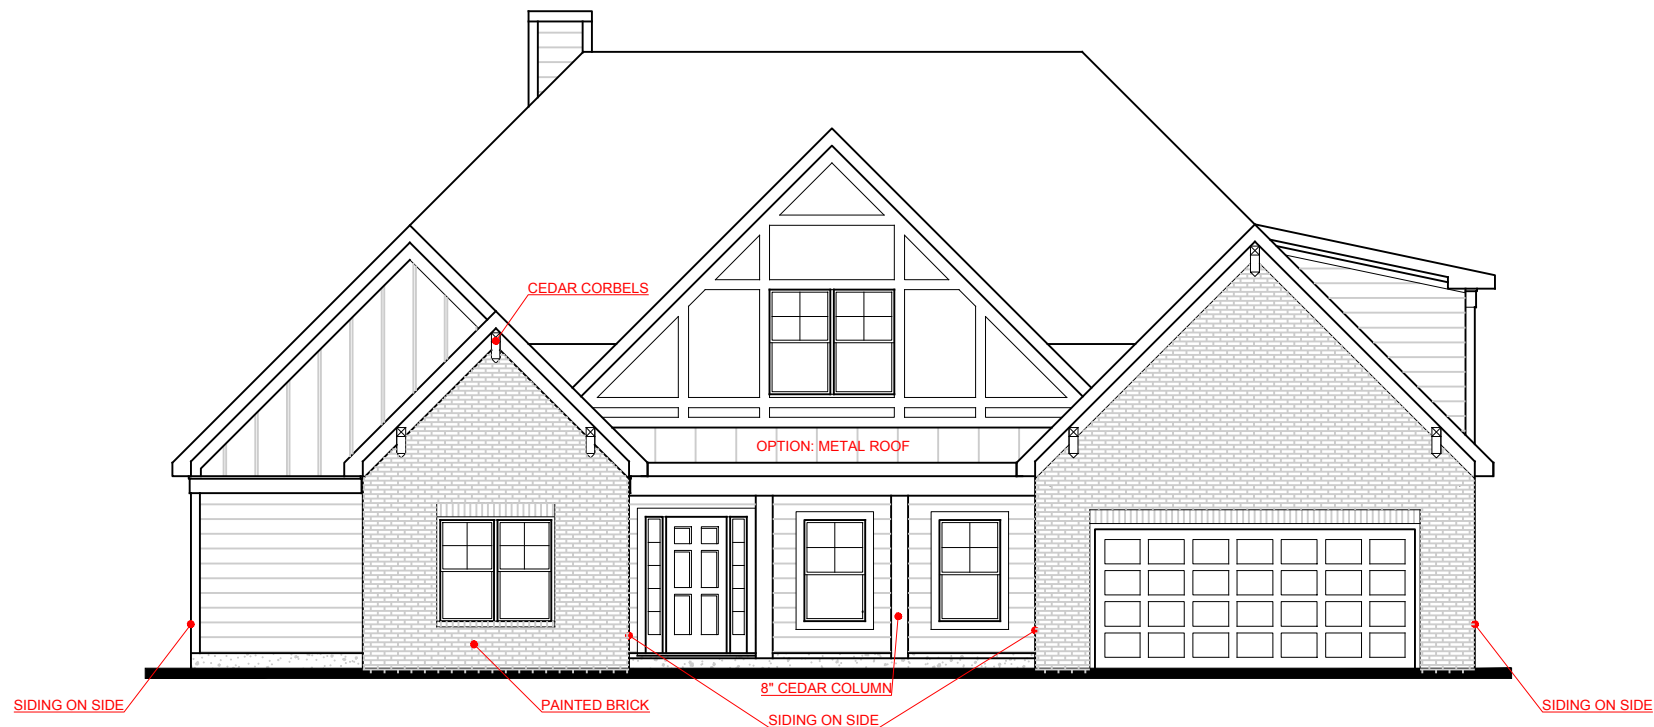 CEDAR CORBELS
OPTION: METAL ROOF
8" CEDAR COLUMN
SIDING ON SIDE
PAINTED BRICK
SIDING ON SIDE
SIDING ON SIDE